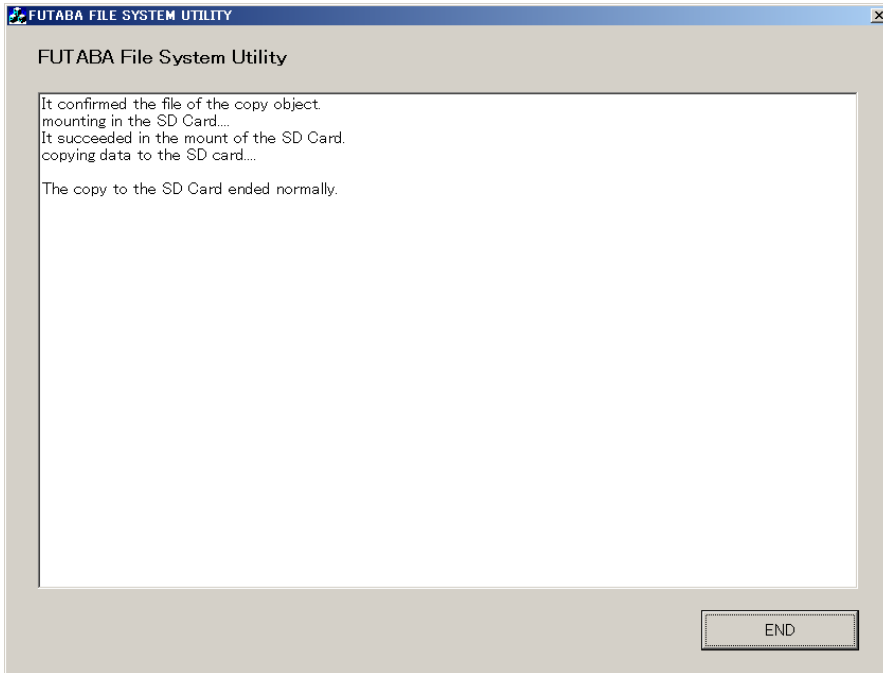 FUTABA FILE SYSTEM UTILITY
FUTABA File System Utility
It confirmed the file of the copy object.
mounting in the SD Card....
It succeeded in the mount of the SD Card.
copying data to the SD card....
The copy to the SD Card ended normally.
END